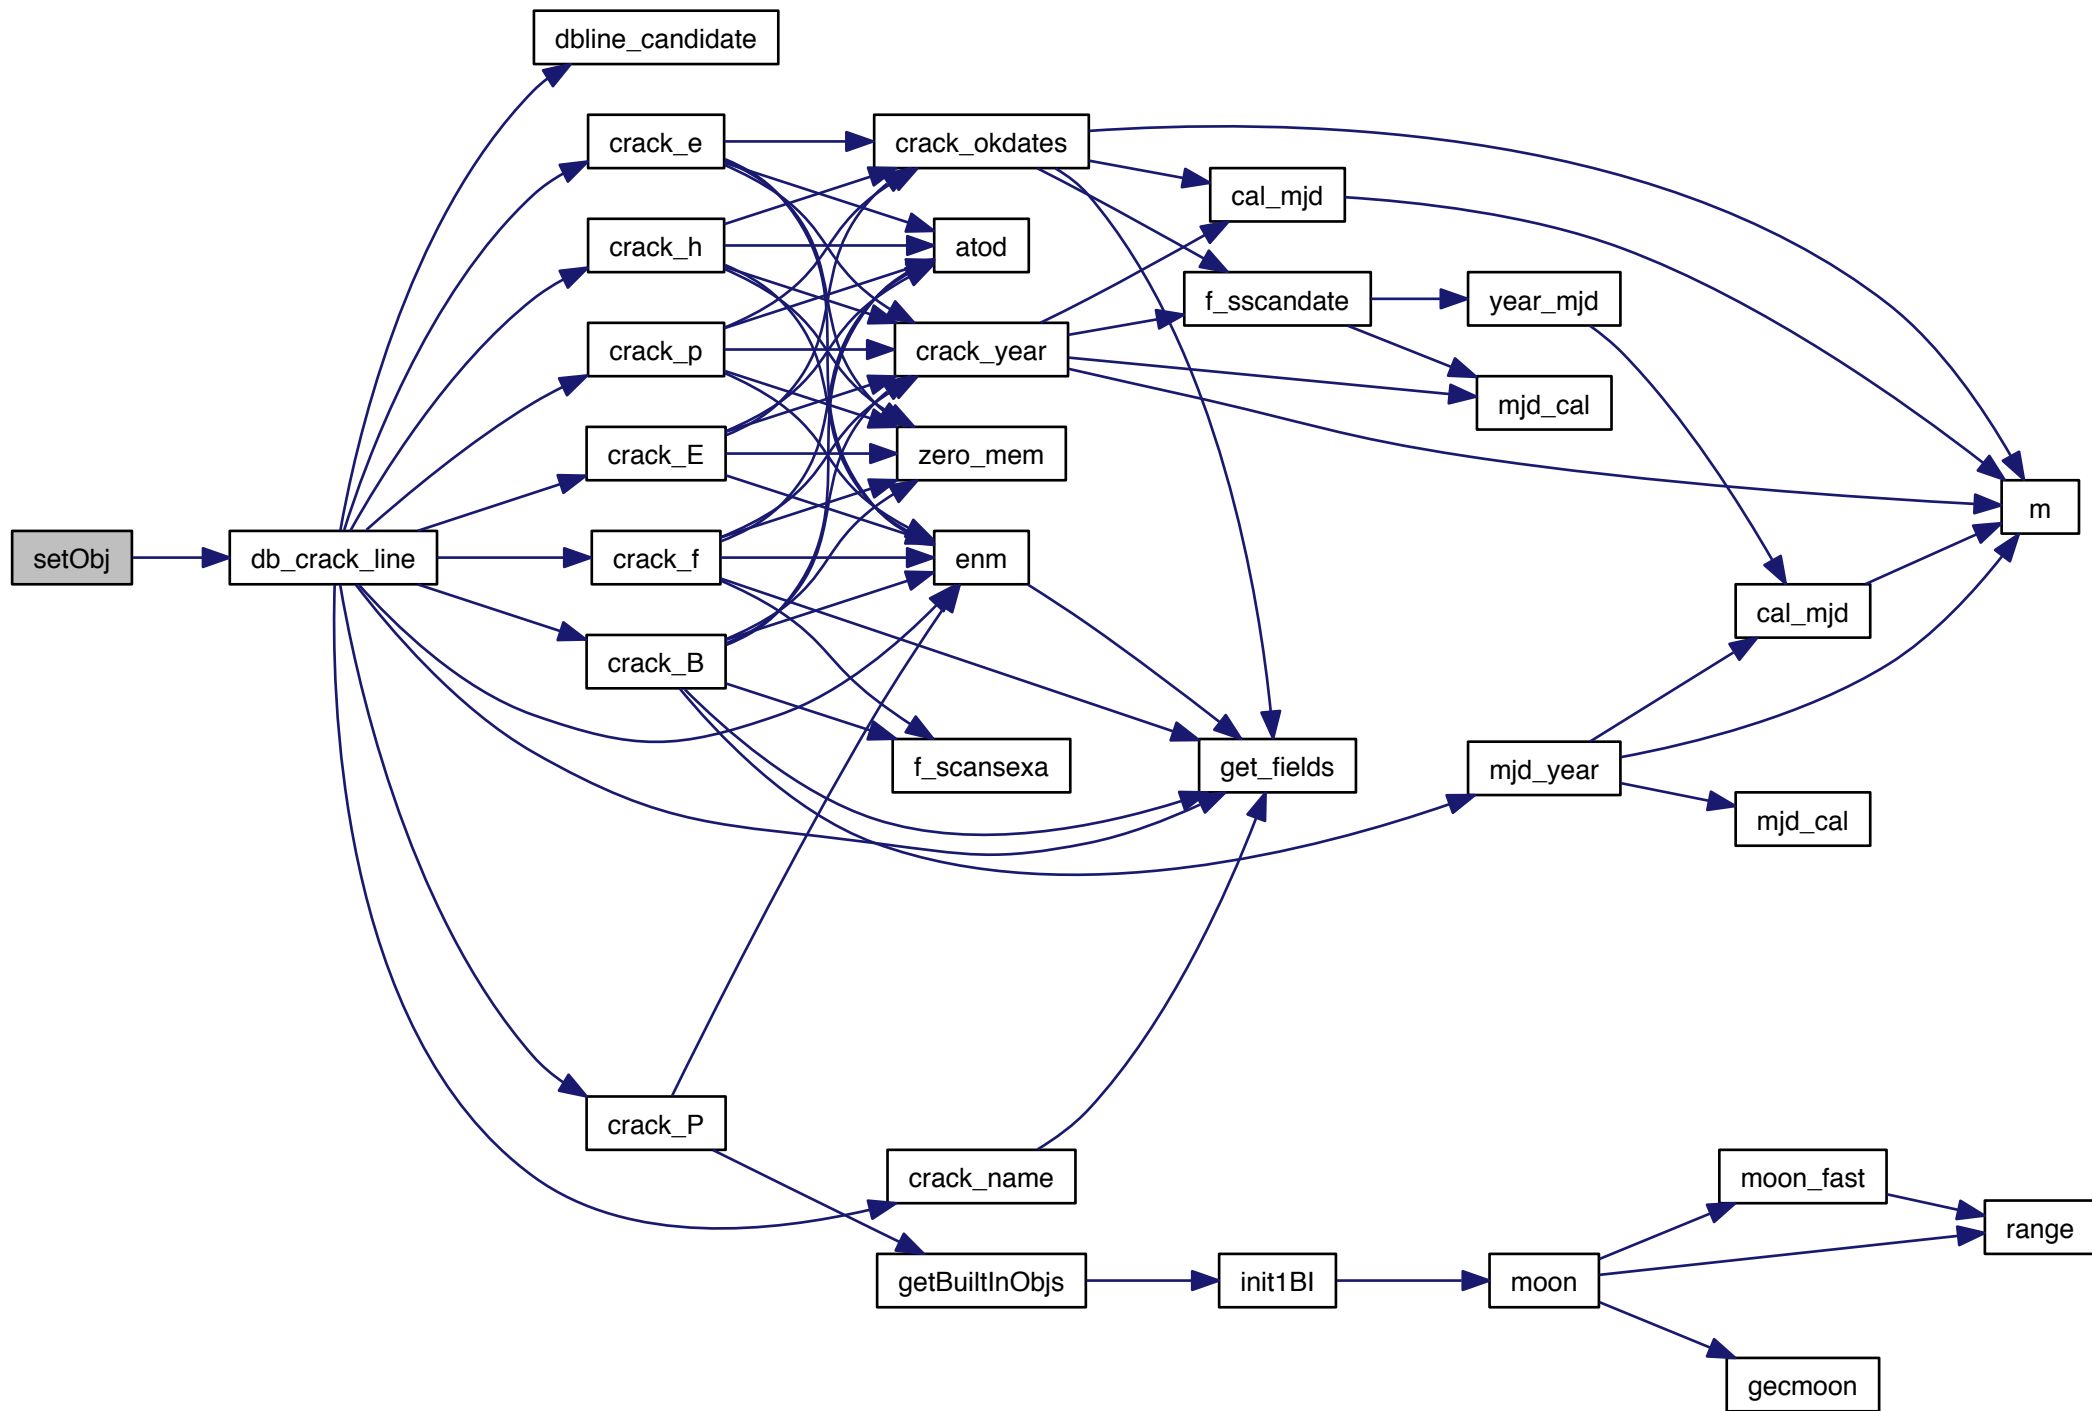 dbline_candidate
crack_e
crack_okdates
cal_mjd
crack_h
atod
f_sscandate
year_mjd
crack_p
crack_year
mjd_cal
crack_E
zero_mem
m
setObj
db_crack_line
crack_f
enm
cal_mjd
crack_B
f_scansexa
get_fields
mjd_year
mjd_cal
crack_P
crack_name
moon_fast
range
getBuiltInObjs
init1BI
moon
gecmoon